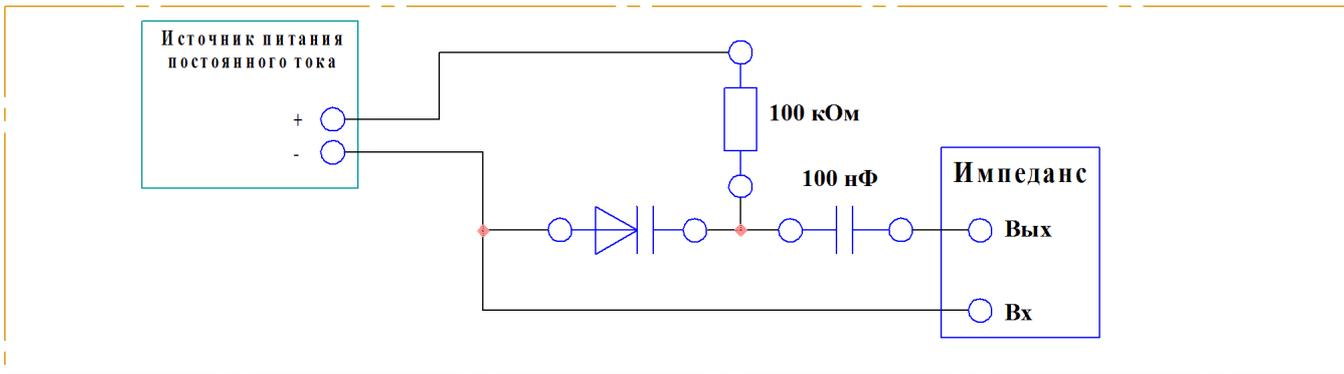 Источник питания
постоянного тока
+
-
100 кОм
100 нФ
Импеданс
Вых
Вх